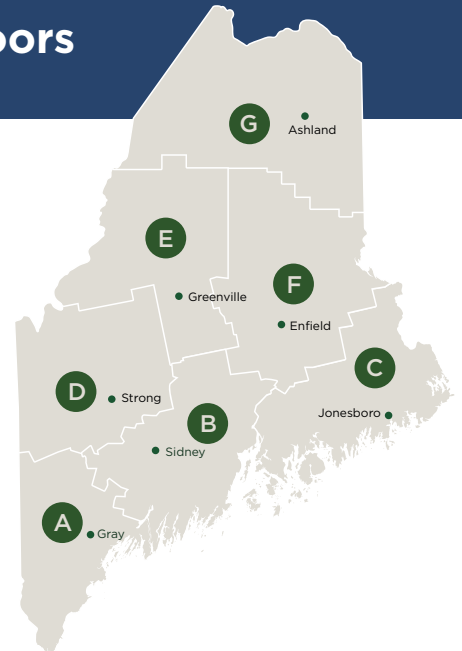 oors
G
Ashland
E
Greenville
F
Enfield
C
D
Strong
Jonesboro
B
Sidney
A
Gray